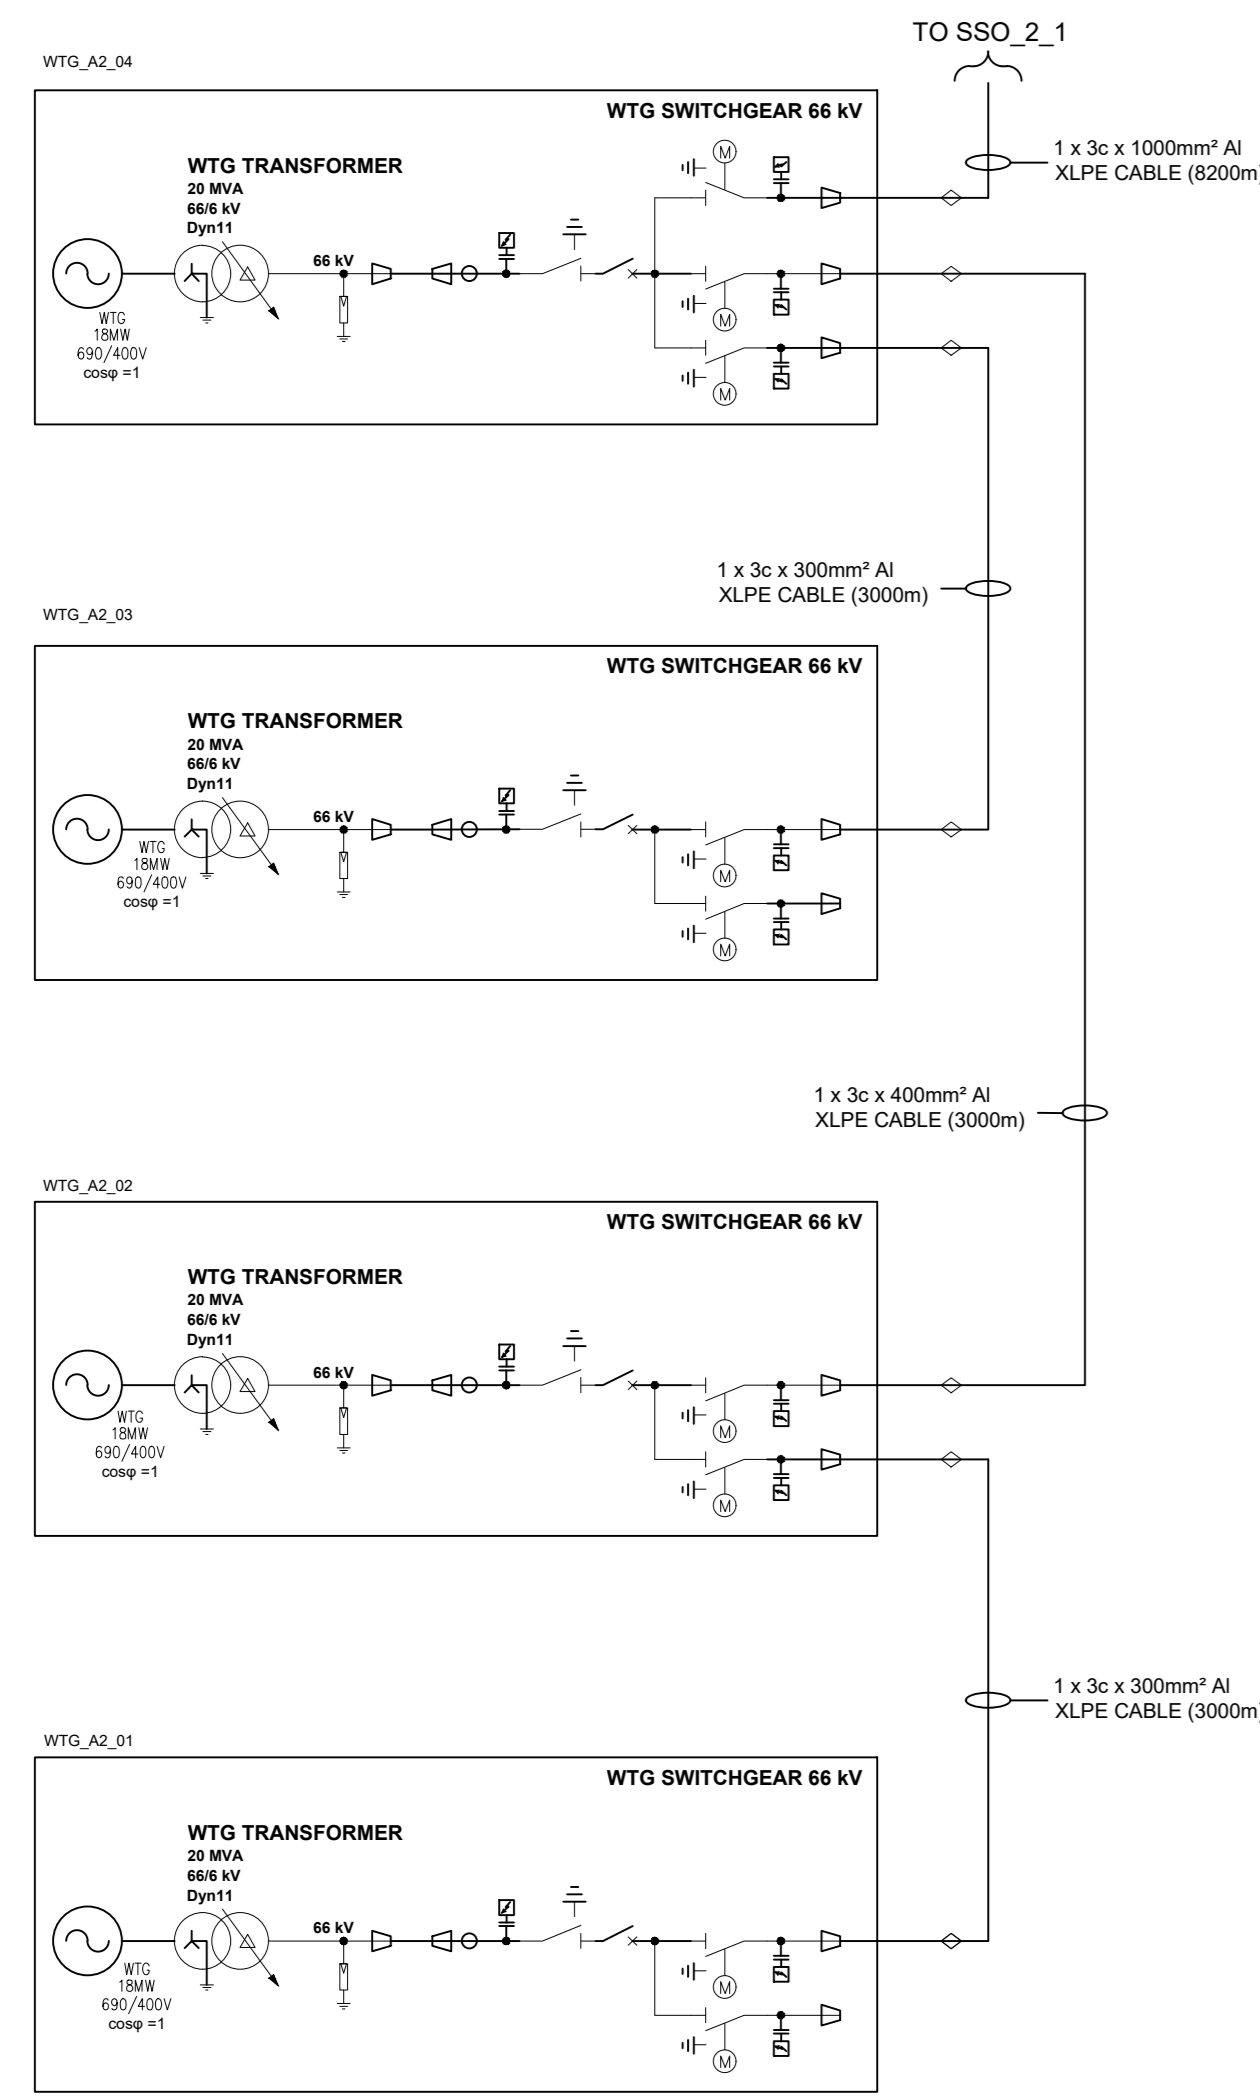 TO SSO_2_1
WTG_A2_04
WTG SWITCHGEAR 66 kV
1 x 3c x 1000mm² Al
XLPE CABLE (8200m)
WTG TRANSFORMER
20 MVA
66/6 kV
Dyn11
66 kV
M
M
M
WTG
18MW
690/400V
cosφ =1
1 x 3c x 300mm² Al
XLPE CABLE (3000m)
WTG_A2_03
WTG SWITCHGEAR 66 kV
WTG TRANSFORMER
20 MVA
66/6 kV
Dyn11
66 kV
M
M
WTG
18MW
690/400V
cosφ =1
1 x 3c x 400mm² Al
XLPE CABLE (3000m)
WTG_A2_02
WTG SWITCHGEAR 66 kV
WTG TRANSFORMER
20 MVA
66/6 kV
Dyn11
66 kV
M
M
WTG
18MW
690/400V
cosφ =1
1 x 3c x 300mm² Al
XLPE CABLE (3000m)
WTG_A2_01
WTG SWITCHGEAR 66 kV
WTG TRANSFORMER
20 MVA
66/6 kV
Dyn11
66 kV
M
M
WTG
18MW
690/400V
cosφ =1